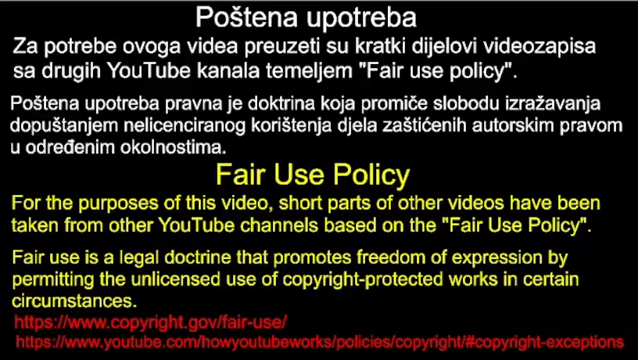 Poštena upotreba
Za potrebe ovoga videa preuzeti su kratki dijelovi videozapisa
sa drugih YouTube kanala temeljem "Fair use policy".
Poštena upotreba pravna je doktrina koja promiče slobodu izražavanja
dopuštanjem nelicenciranog korištenja djela zaštićenih autorskim pravom
u određenim okolnostima.
Fair Use Policy
For the purposes of this video, short parts of other videos have been
taken from other YouTube channels based on the "Fair Use Policy".
Fair use is a legal doctrine that promotes freedom of expression by
permitting the unlicensed use of copyright-protected works in certain
circumstances.
https://www.copyright.gov/fair-use/
https://www.youtube.com/howyoutubeworks/policies/copyright/#copyright-exceptions